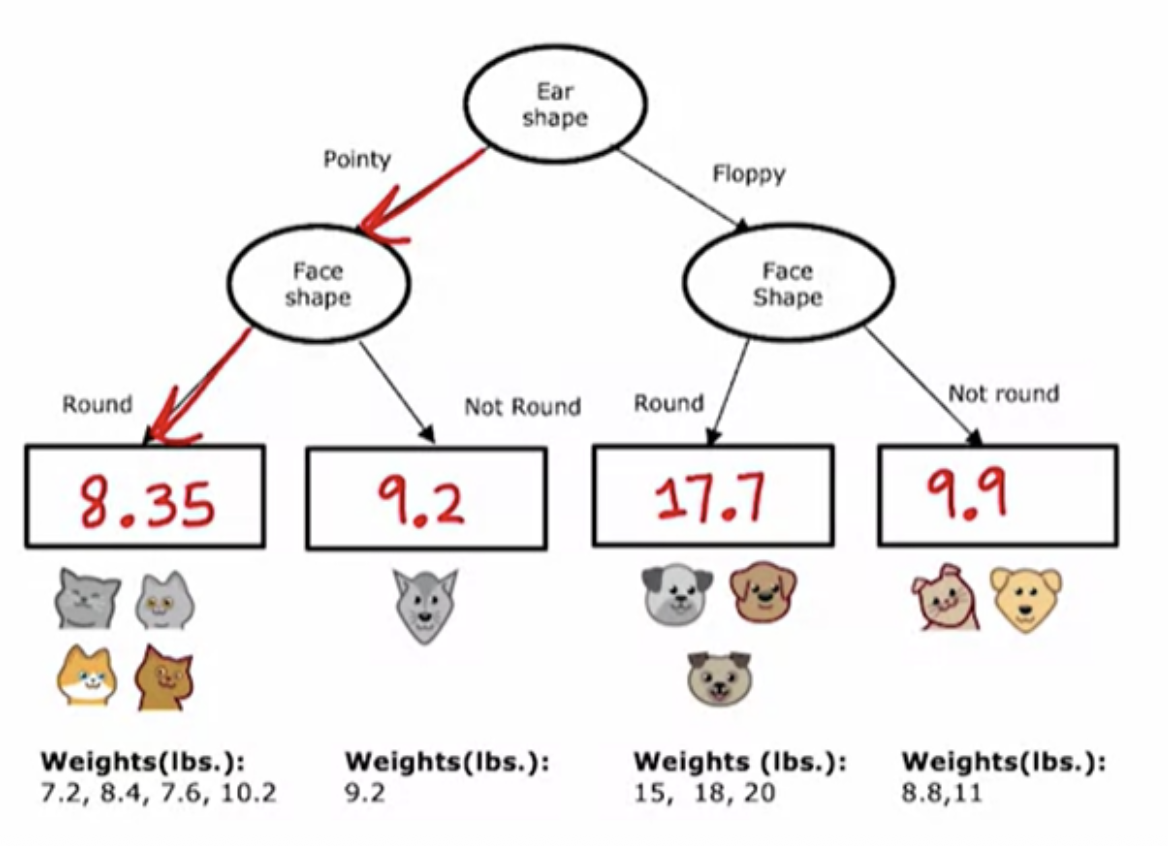 Ear
shape
Pointy
Floppy
Face
shape
Face
Shape
Round
Not Round
Round
Not round
8.35
9.2
17.7
9.9
Weights(lbs.):
7.2, 8.4, 7.6, 10.2
Weights(lbs.):
9.2
Weights (lbs.):
15, 18, 20
Weights(lbs.):
8.8,11